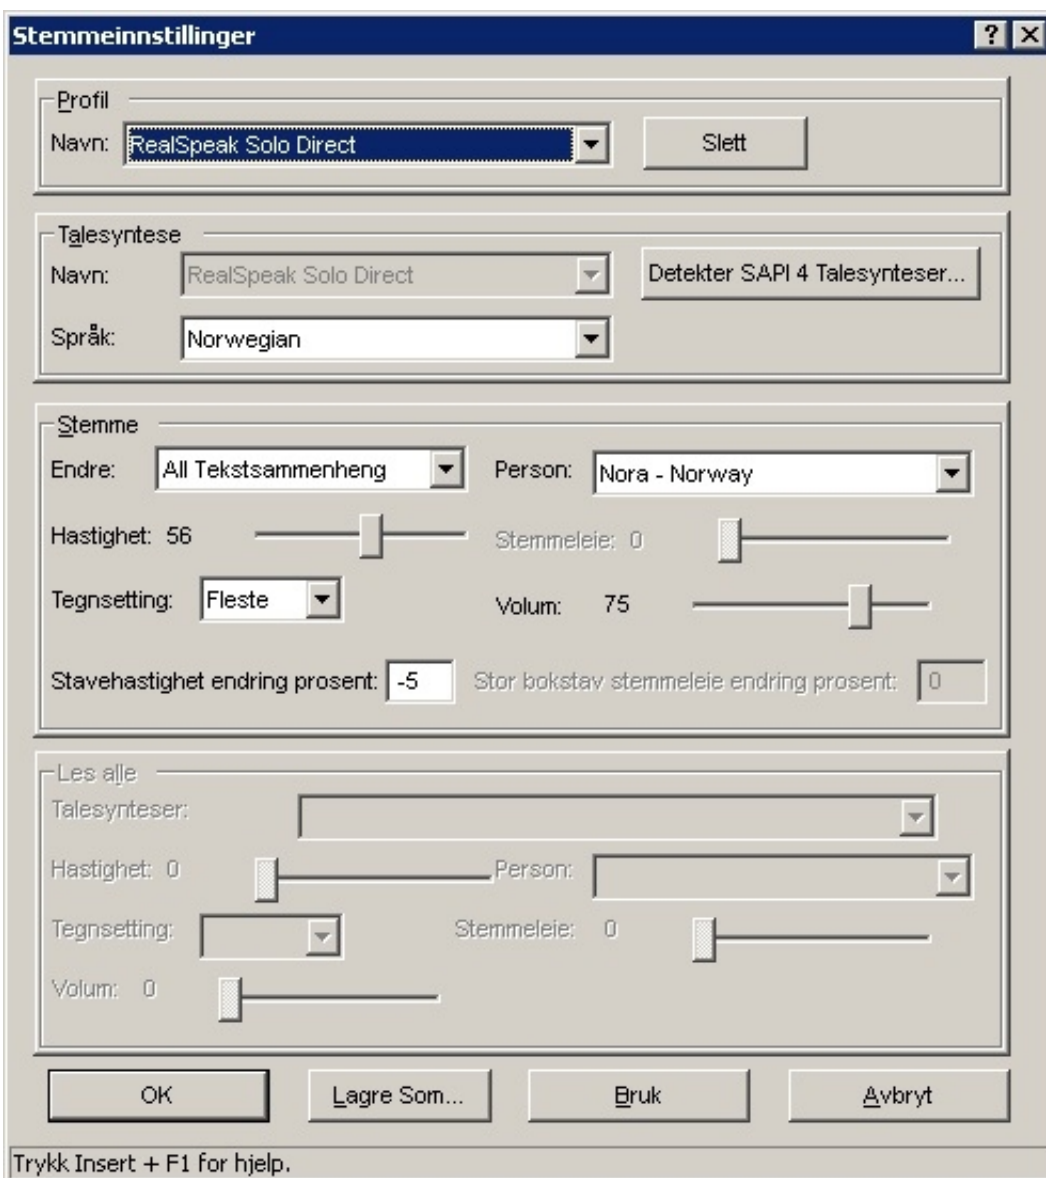 Stemmeinnstillinger
Profil
Navn: RealSpeak Solo Direct Slett
Talesyntese
Navn: RealSpeak Solo Direct Detekter SAPI 4 Talesynteser...
Språk: Norwegian
Stemme
Endre: All Tekstsammenheng Person: Nora - Norway
Hastighet: 56 Stemmeleie: 0
Tegnsetting: Fleste Volum: 75
Stavehastighet endring prosent: -5 Stor bokstav stemmeleie endring prosent: 0
Les alle
Talesynteser:
Hastighet: 0 Person:
Tegnsetting: Stemmeleie: 0
Volum: 0
OK Lagre Som... Bruk Avbryt
Trykk Insert + F1 for hjelp.